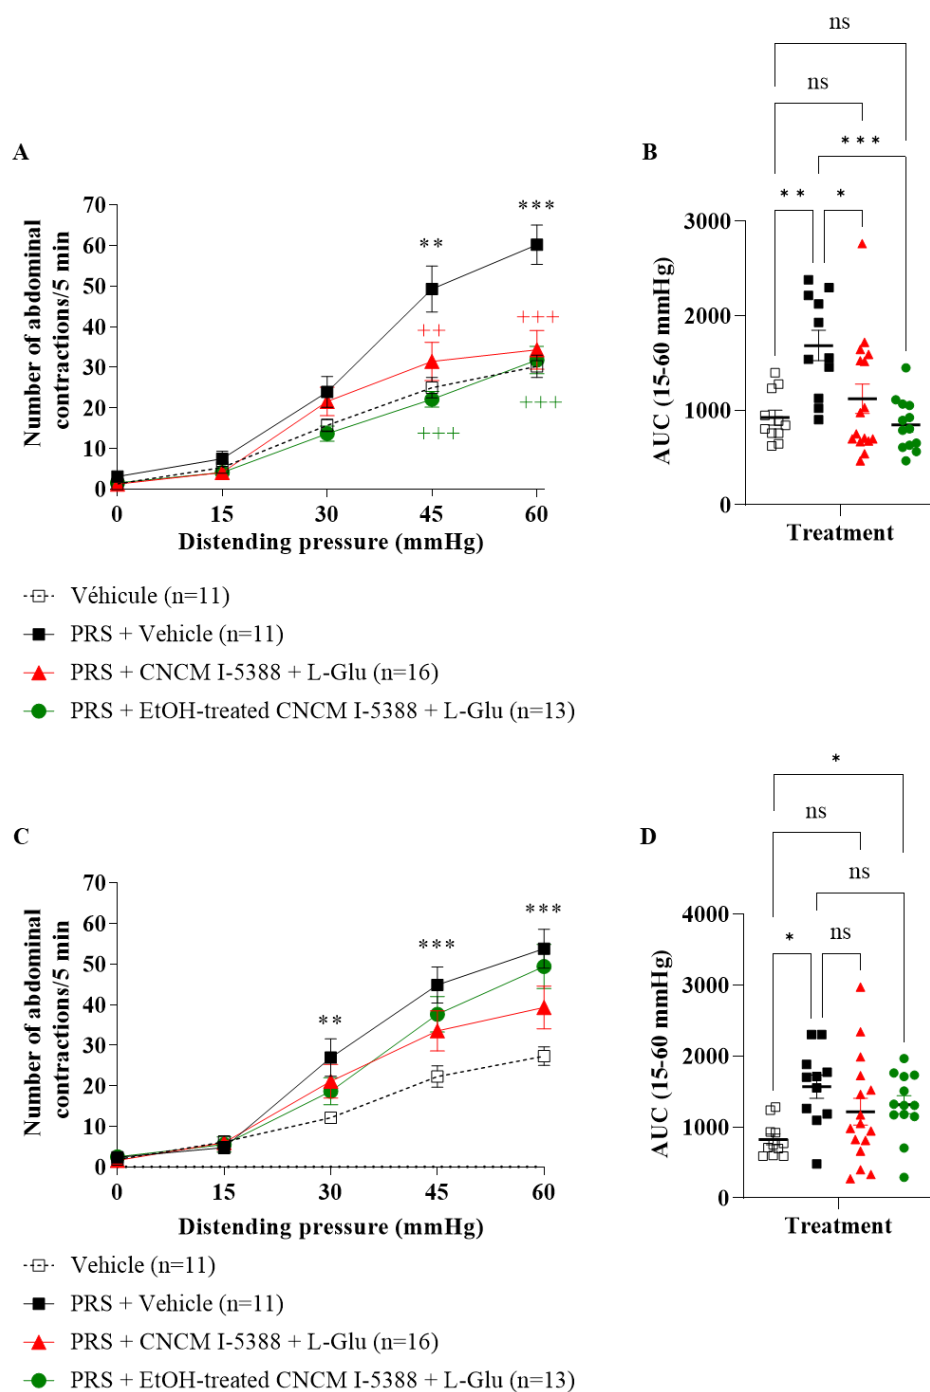 ns
ns
A
B
***
**
*
Number of abdominal
contractions/5 min
70
60
50
40
30
20
10
0
**
***
++
+++
+++
+++
0
15
30
45
60
Distending pressure (mmHg)
AUC (15-60 mmHg)
3000
2000
1000
0
Treatment
Véhicule (n=11)
PRS + Vehicle (n=11)
PRS + CNCM I-5388 + L-Glu (n=16)
PRS + EtOH-treated CNCM I-5388 + L-Glu (n=13)
*
ns
C
D
ns
*
ns
Number of abdominal
contractions/5 min
70
60
50
40
30
20
10
0
**
***
***
0
15
30
45
60
Distending pressure (mmHg)
AUC (15-60 mmHg)
4000
3000
2000
1000
0
Treatment
Vehicle (n=11)
PRS + Vehicle (n=11)
PRS + CNCM I-5388 + L-Glu (n=16)
PRS + EtOH-treated CNCM I-5388 + L-Glu (n=13)